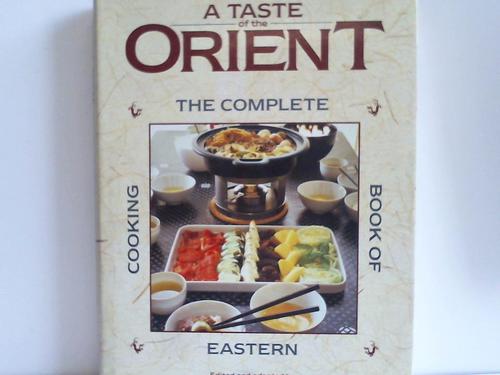 A TASTE
of the
ORIENT
THE COMPLETE
BOOK OF
EASTERN
COOKING